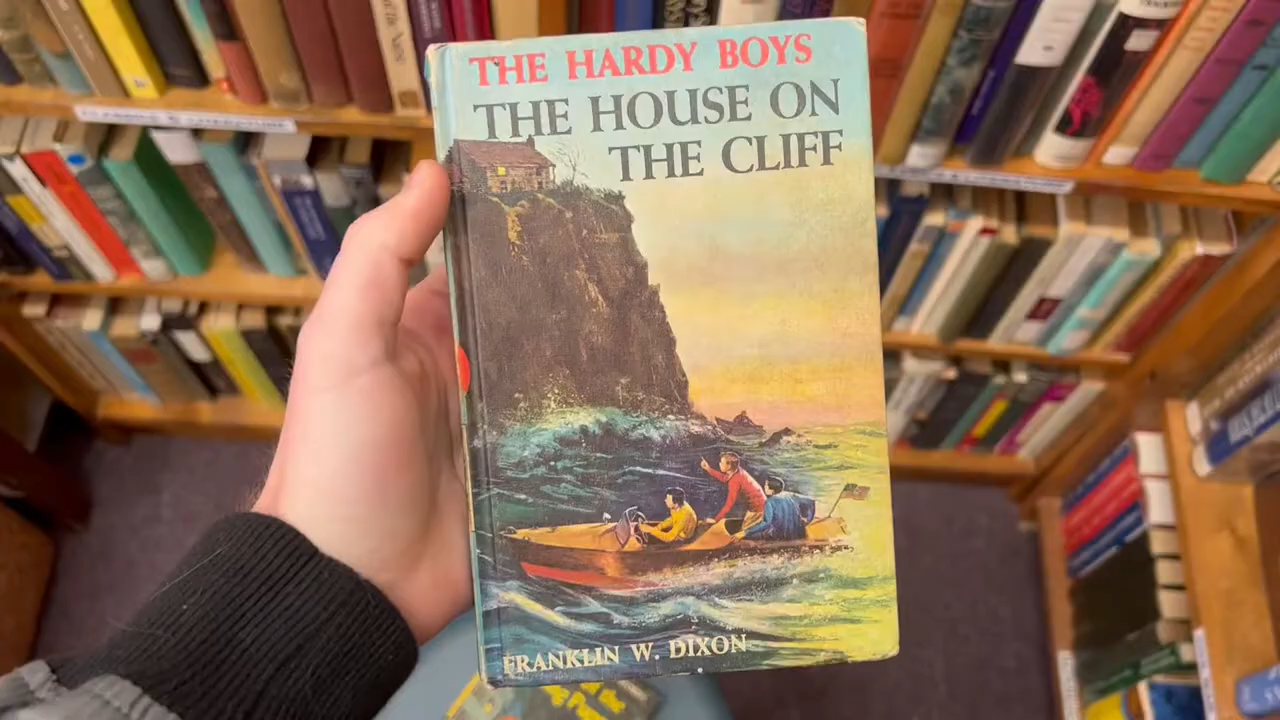 THE HARDY BOYS
THE HOUSE ON
THE CLIFF
FRANKLIN W. DIXON